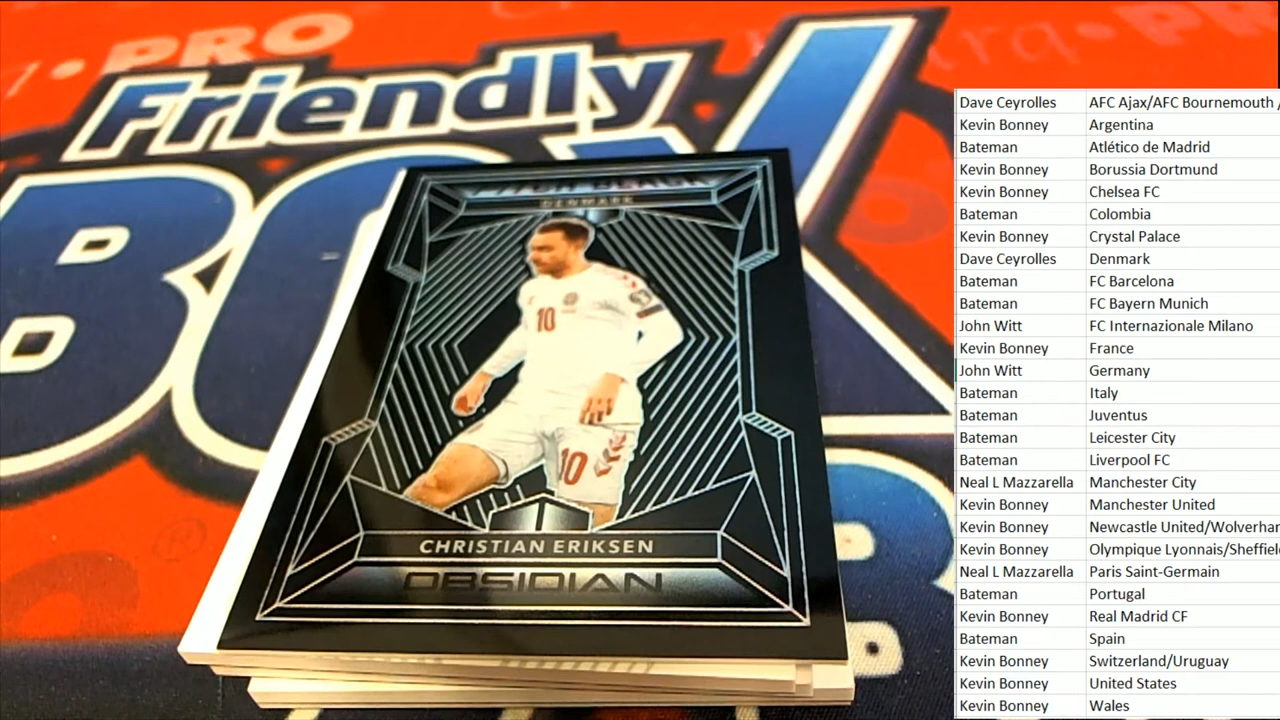 PRO
Friendly
BOX
PITCH BLACK
DENMARK
10
10
CHRISTIAN ERIKSEN
OBSIDIAN
Dave Ceyrolles AFC Ajax/AFC Bournemouth
Kevin Bonney Argentina
Bateman Atlético de Madrid
Kevin Bonney Borussia Dortmund
Kevin Bonney Chelsea FC
Bateman Colombia
Kevin Bonney Crystal Palace
Dave Ceyrolles Denmark
Bateman FC Barcelona
Bateman FC Bayern Munich
John Witt FC Internazionale Milano
Kevin Bonney France
John Witt Germany
Bateman Italy
Bateman Juventus
Bateman Leicester City
Bateman Liverpool FC
Neal L Mazzarella Manchester City
Kevin Bonney Manchester United
Kevin Bonney Newcastle United/Wolverhar
Kevin Bonney Olympique Lyonnais/Sheffiel
Neal L Mazzarella Paris Saint-Germain
Bateman Portugal
Kevin Bonney Real Madrid CF
Bateman Spain
Kevin Bonney Switzerland/Uruguay
Kevin Bonney United States
Kevin Bonney Wales